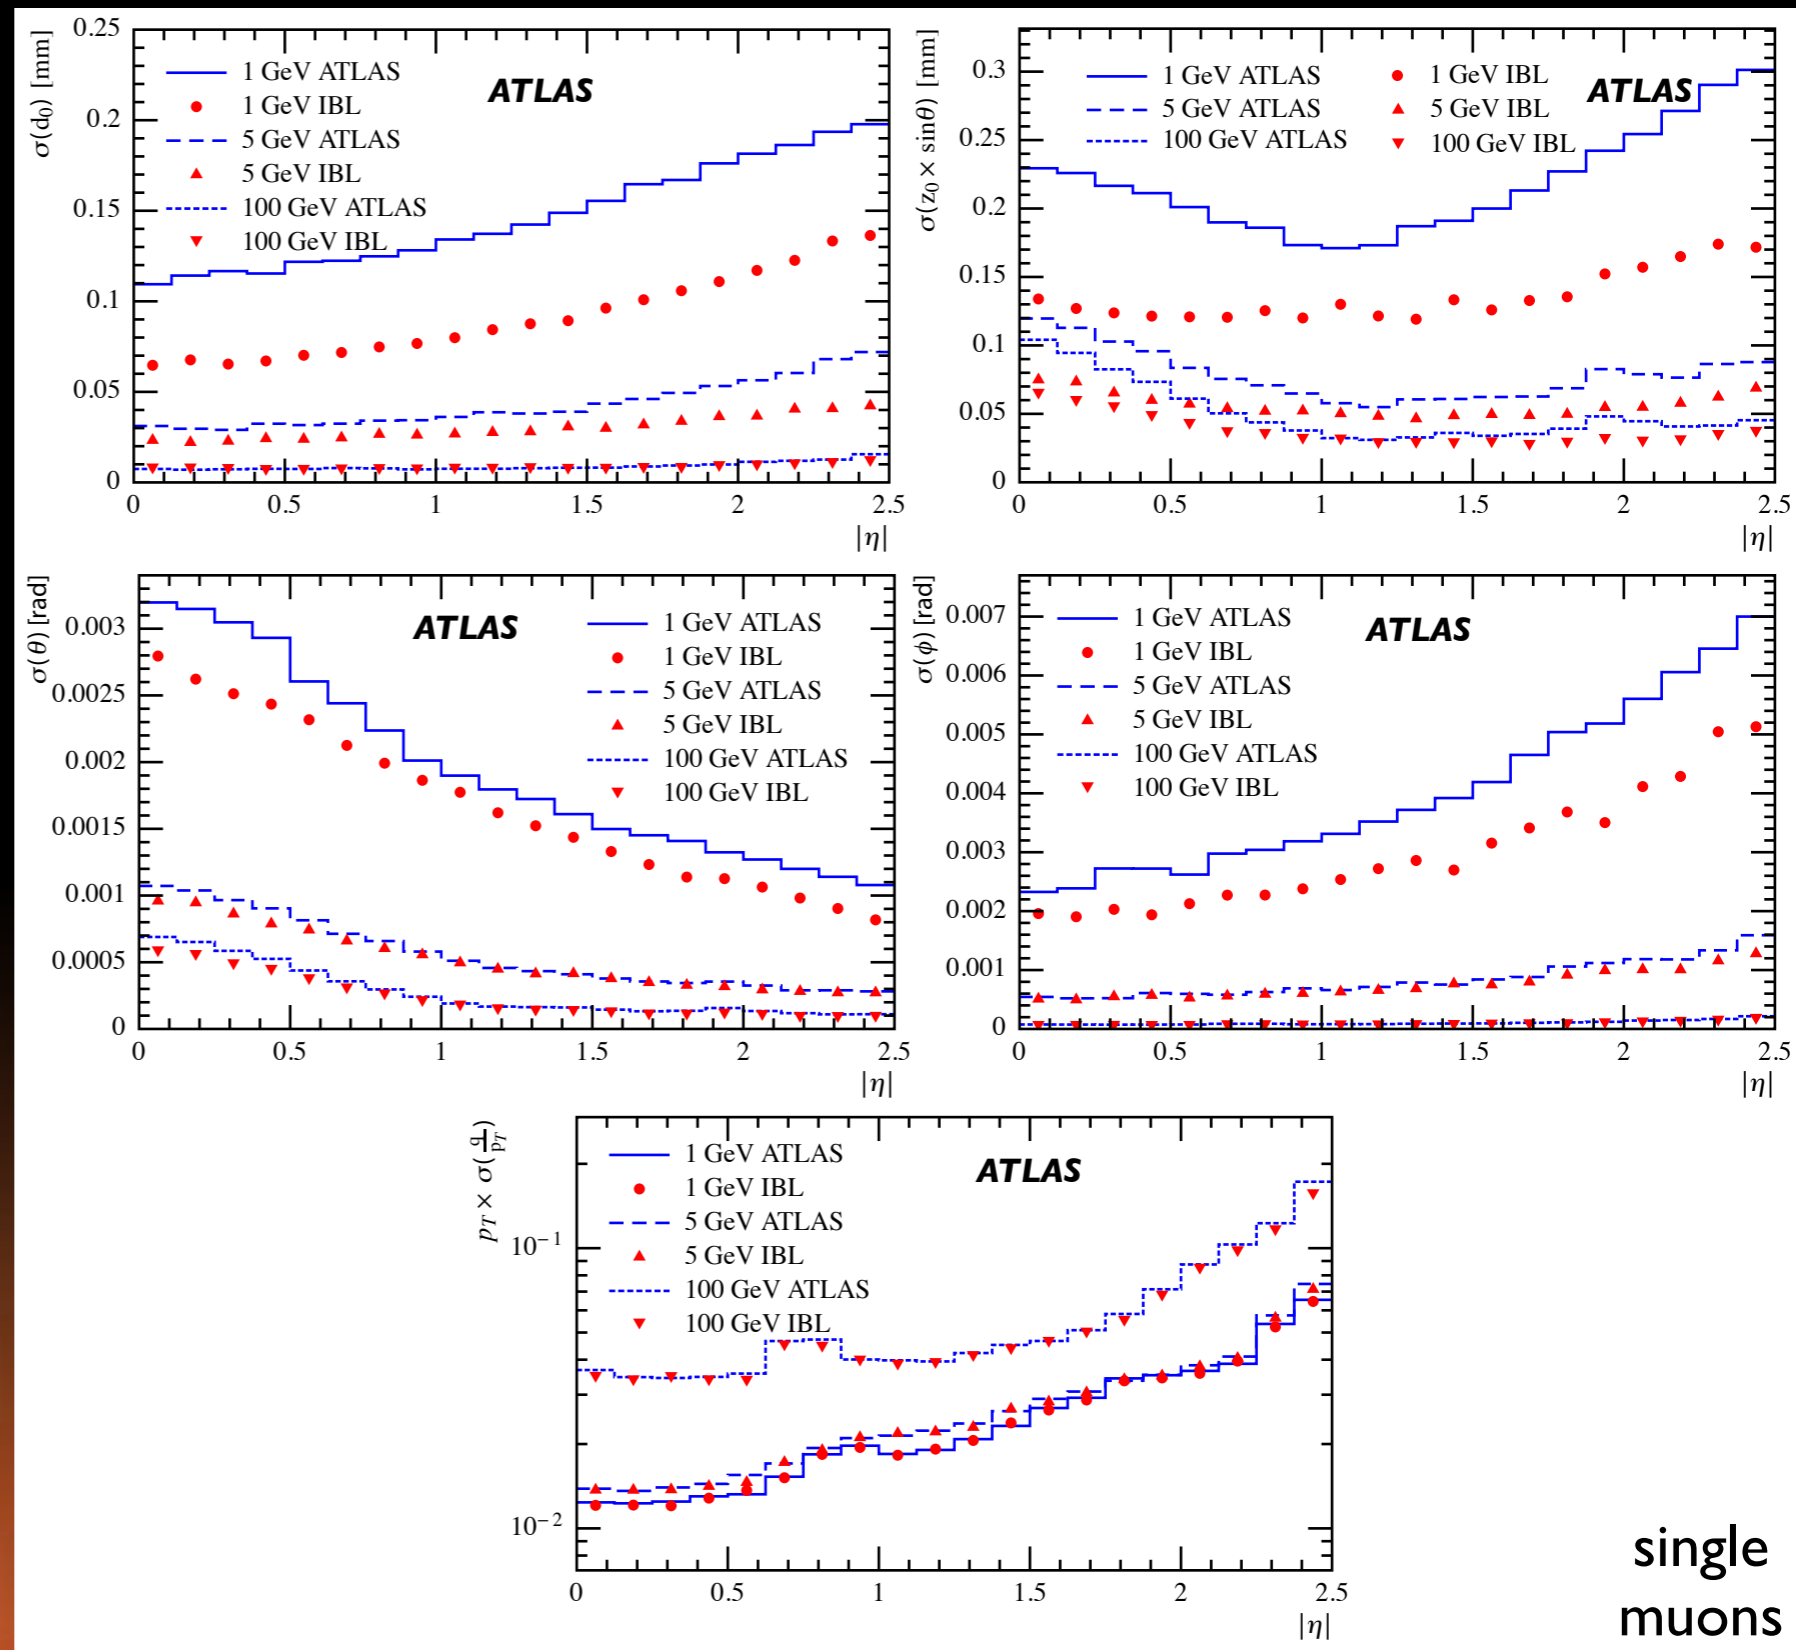 σ(d₀) [mm]
0.25
0.2
0.15
0.1
0.05
0
1 GeV ATLAS
1 GeV IBL
5 GeV ATLAS
5 GeV IBL
100 GeV ATLAS
100 GeV IBL
ATLAS
0 0.5 1 1.5 2 2.5
|η|
σ(z₀ × sinθ) [mm]
0.3
0.25
0.2
0.15
0.1
0.05
0
1 GeV ATLAS 1 GeV IBL
5 GeV ATLAS 5 GeV IBL
100 GeV ATLAS 100 GeV IBL
ATLAS
0 0.5 1 1.5 2 2.5
|η|
σ(θ) [rad]
0.003
0.0025
0.002
0.0015
0.001
0.0005
0
ATLAS
1 GeV ATLAS
1 GeV IBL
5 GeV ATLAS
5 GeV IBL
100 GeV ATLAS
100 GeV IBL
0 0.5 1 1.5 2 2.5
|η|
σ(ϕ) [rad]
0.007
0.006
0.005
0.004
0.003
0.002
0.001
0
1 GeV ATLAS
1 GeV IBL
5 GeV ATLAS
5 GeV IBL
100 GeV ATLAS
100 GeV IBL
ATLAS
0 0.5 1 1.5 2 2.5
|η|
p_T × σ(q/p_T)
10⁻¹
10⁻²
1 GeV ATLAS
1 GeV IBL
5 GeV ATLAS
5 GeV IBL
100 GeV ATLAS
100 GeV IBL
ATLAS
0 0.5 1 1.5 2 2.5
|η|
single
muons